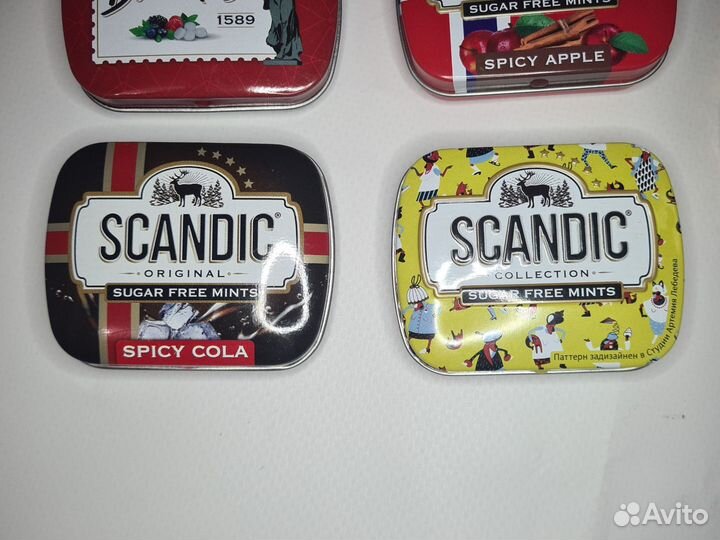 1589
SUGAR FREE MINTS
SPICY APPLE
SCANDIC®
ORIGINAL
SUGAR FREE MINTS
SPICY COLA
SCANDIC®
COLLECTION
SUGAR FREE MINTS
Паттерн задизайнен в Студии Артемия Лебедева
Avito